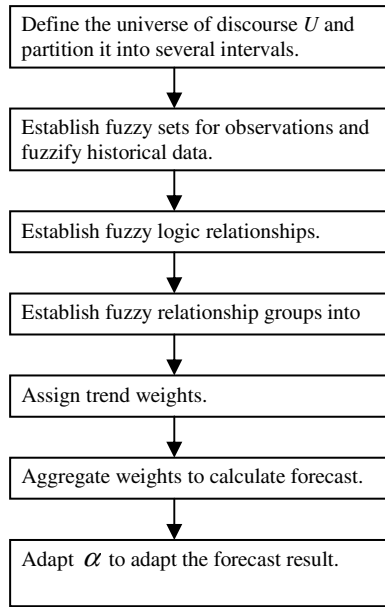 Define the universe of discourse U and
partition it into several intervals.
Establish fuzzy sets for observations and
fuzzify historical data.
Establish fuzzy logic relationships.
Establish fuzzy relationship groups into
Assign trend weights.
Aggregate weights to calculate forecast.
Adapt α to adapt the forecast result.